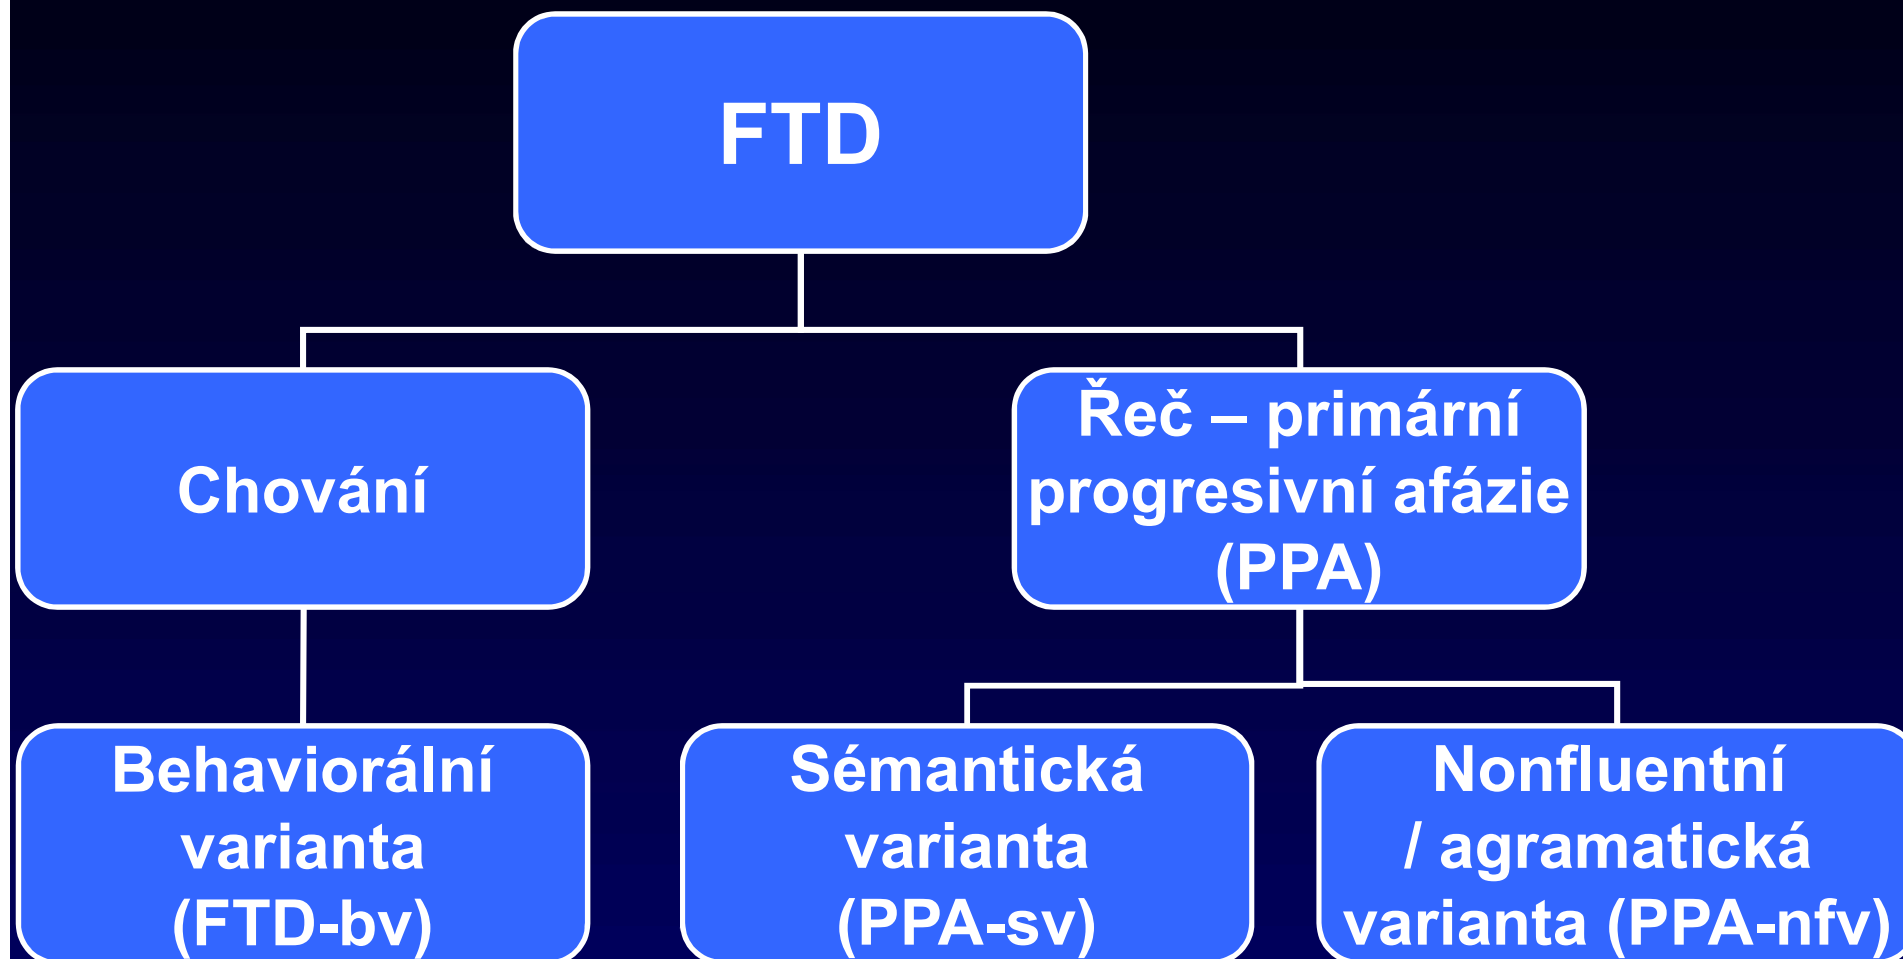 FTD
Chování
Řeč – primární
progresivní afázie
(PPA)
Behaviorální
varianta
(FTD-bv)
Sémantická
varianta
(PPA-sv)
Nonfluentní
/ agramatická
varianta (PPA-nfv)